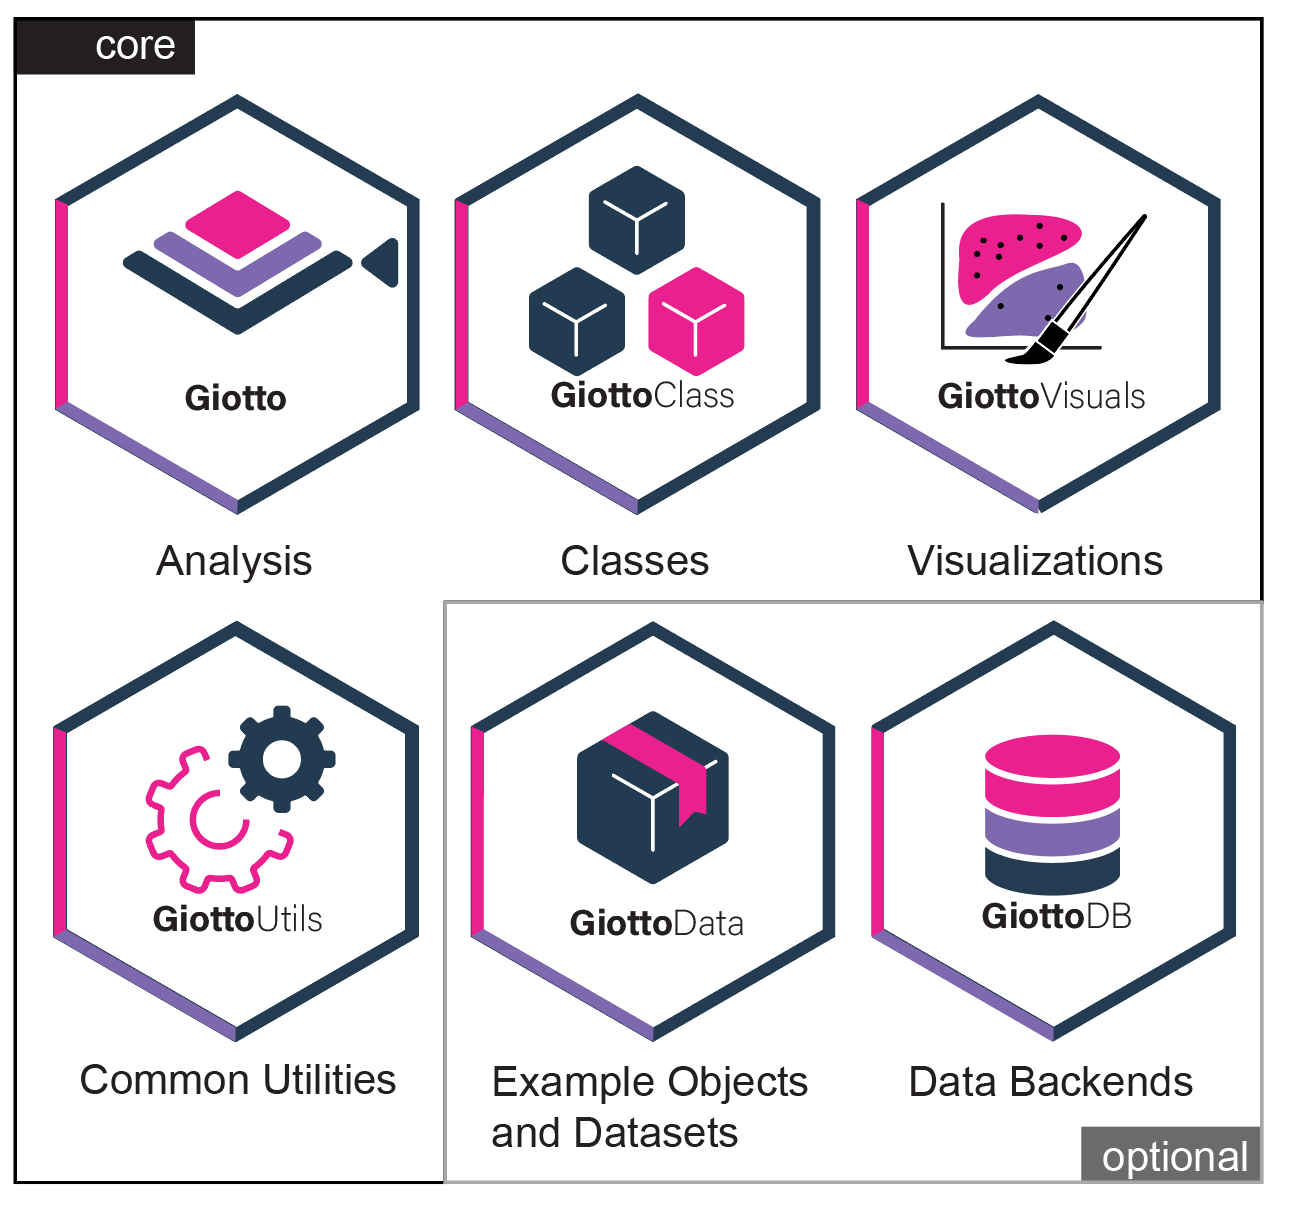 core
Giotto
GiottoClass
GiottoVisuals
Analysis
Classes
Visualizations
GiottoUtils
GiottoData
GiottoDB
Common Utilities
Example Objects
and Datasets
Data Backends
optional